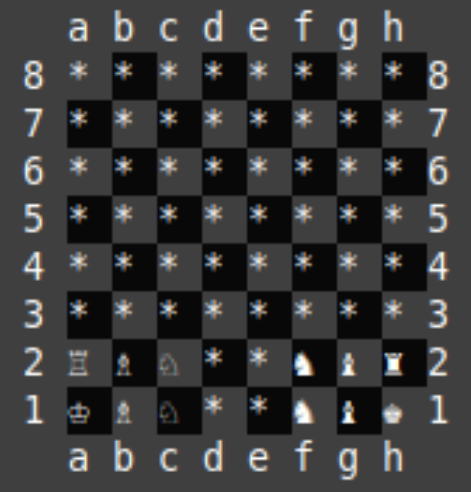 a b c d e f g h
8 * * * * * * * * 8
7 * * * * * * * * 7
6 * * * * * * * * 6
5 * * * * * * * * 5
4 * * * * * * * * 4
3 * * * * * * * * 3
2 ♖ ♗ ♘ * * ♞ ♝ ♜ 2
1 ♔ ♗ ♘ * * ♞ ♝ ♚ 1
a b c d e f g h